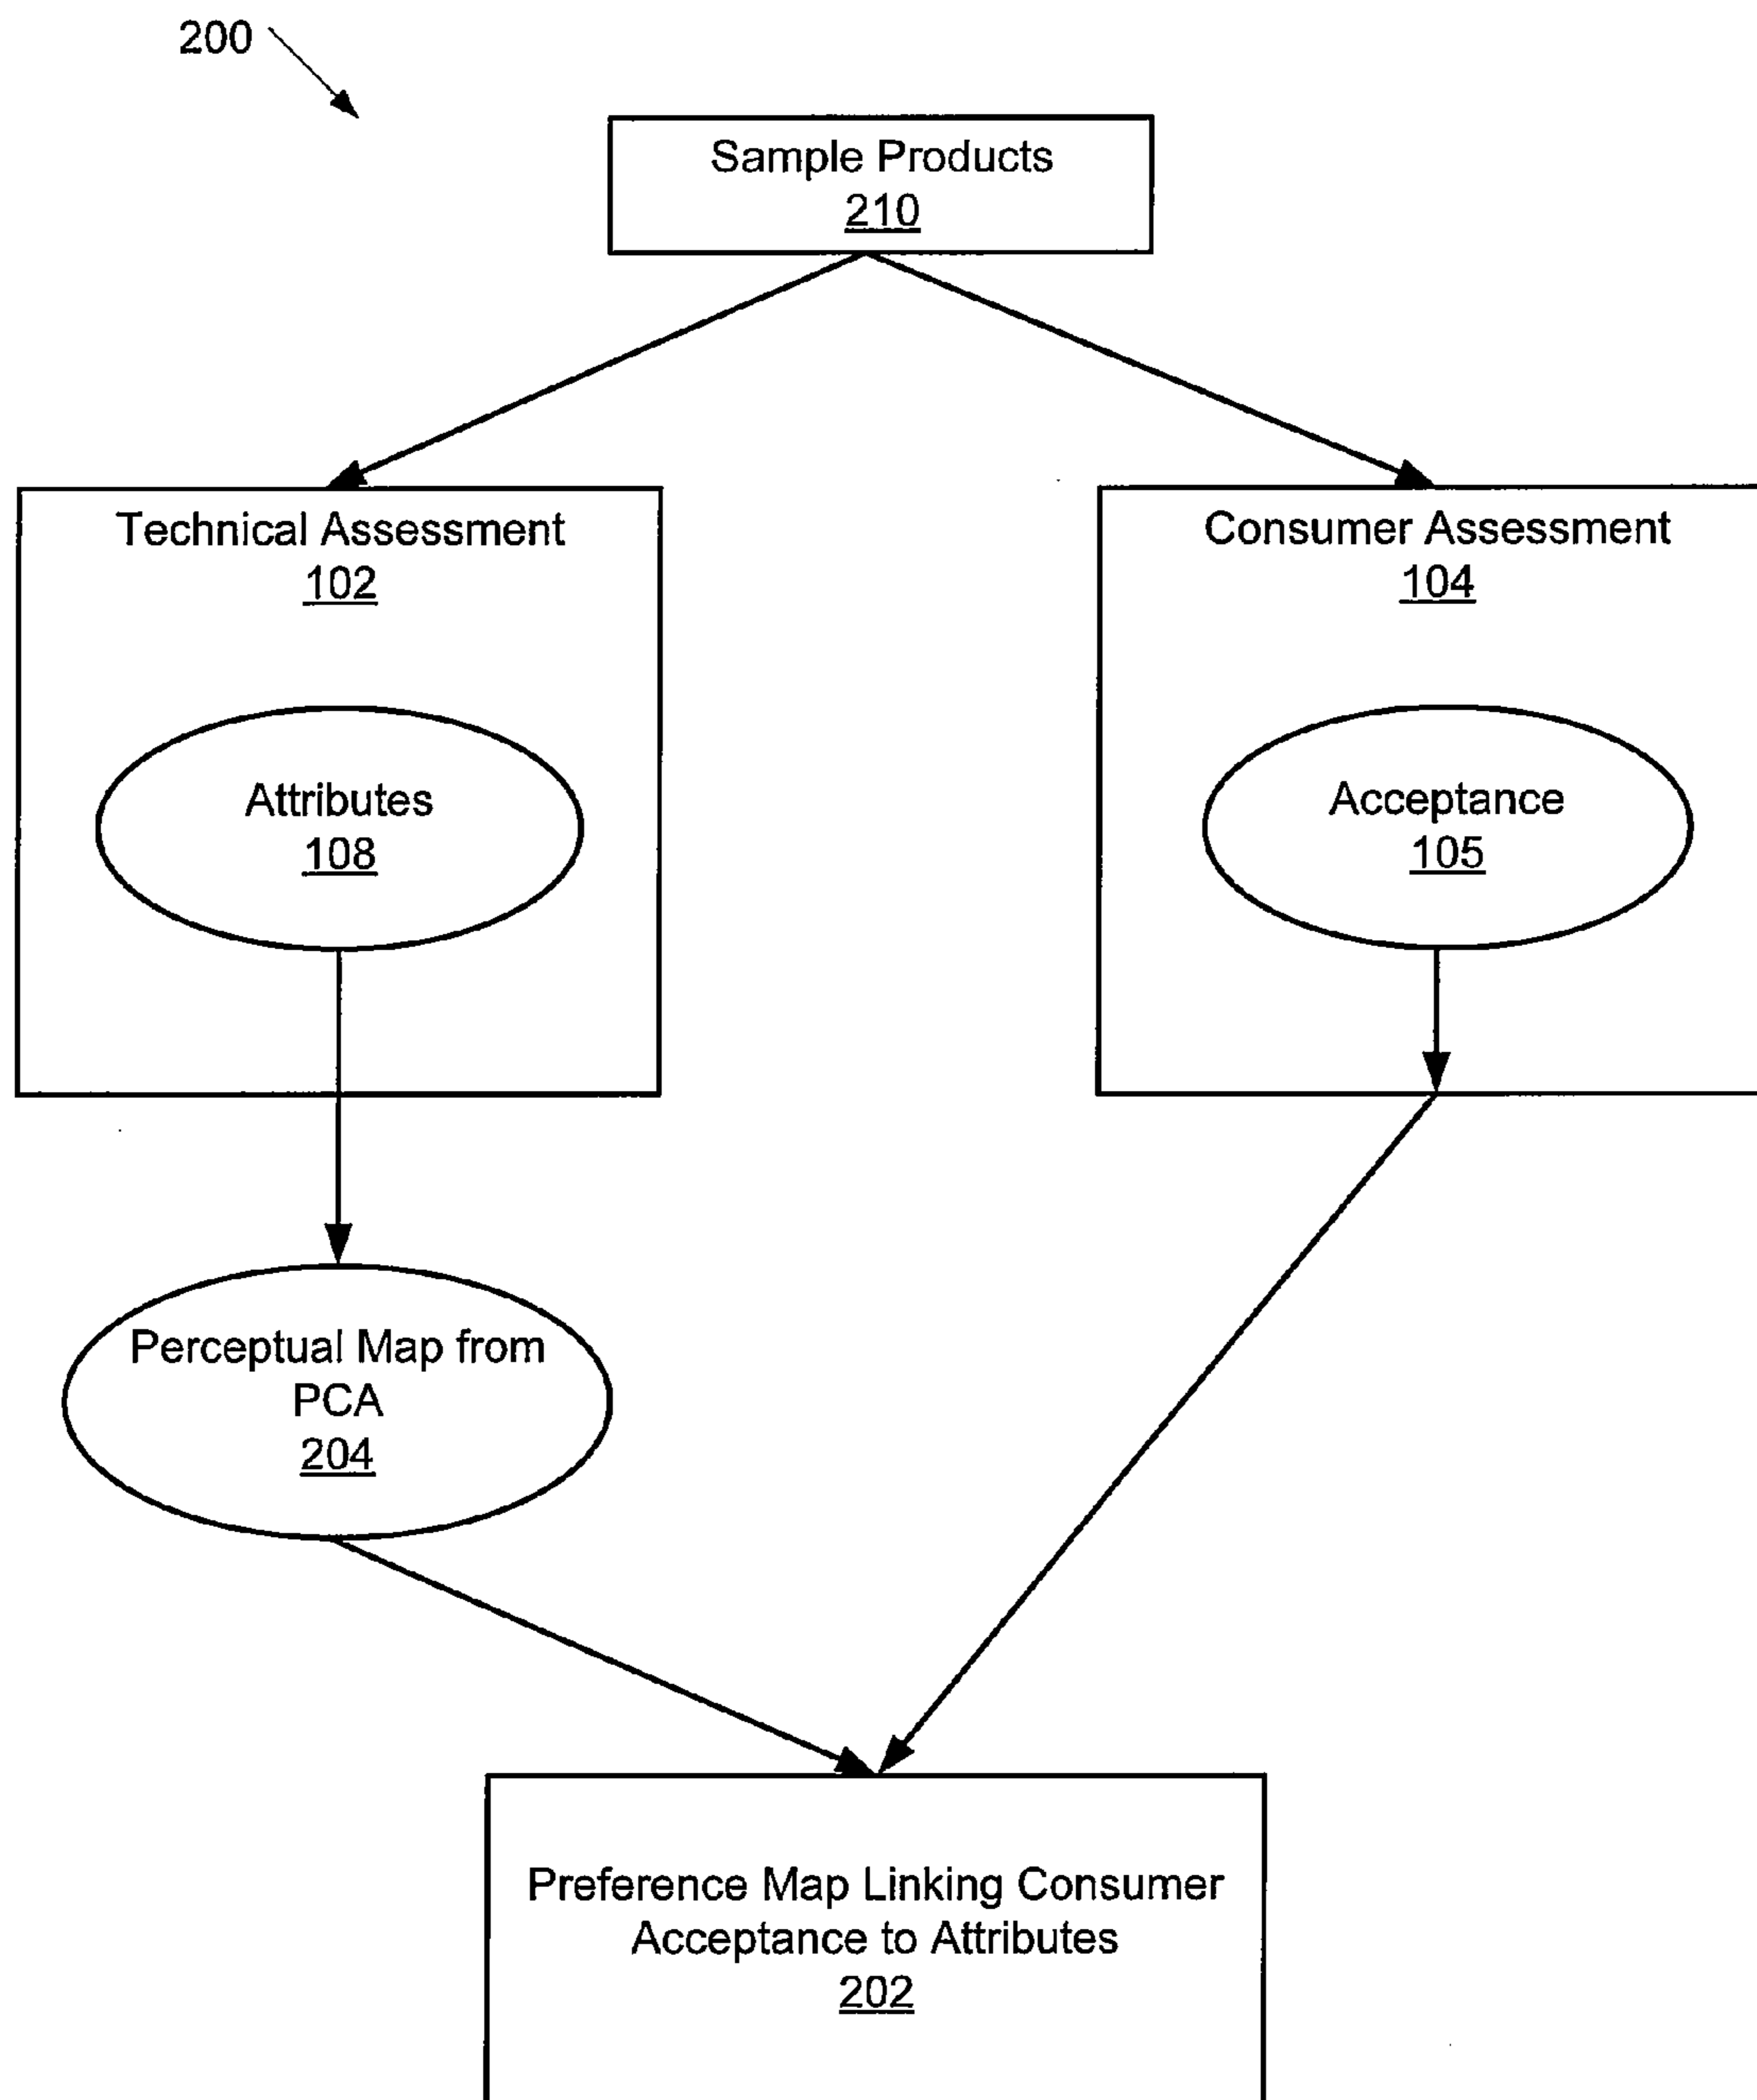 200
Sample Products
210
Technical Assessment
102
Consumer Assessment
104
Attributes
108
Acceptance
105
Perceptual Map from
PCA
204
Preference Map Linking Consumer
Acceptance to Attributes
202